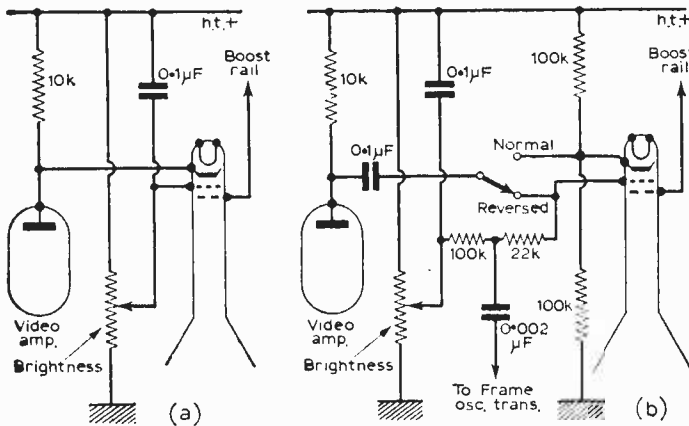 h.t.+
10k
0·1µF
Boost
rail
Video
amp.
Brightness
(a)
h.t.+
10k
0·1µF
0·1µF
100k
Boost
rail
Normal
Reversed
100k
22k
0·002
µF
100k
Video
amp.
Brightness
To Frame
osc. trans.
(b)